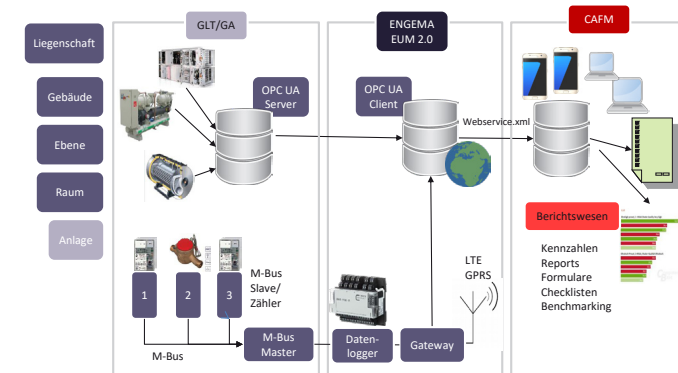 Liegenschaft
Gebäude
Ebene
Raum
Anlage
GLT/GA
OPC UA
Server
1
2
3
M-Bus
Slave/
Zähler
M-Bus
M-Bus
Master
ENGEMA
EUM 2.0
OPC UA
Client
Webservice.xml
LTE
GPRS
Daten-
logger
Gateway
CAFM
Berichtswesen
Kennzahlen
Reports
Formulare
Checklisten
Benchmarking